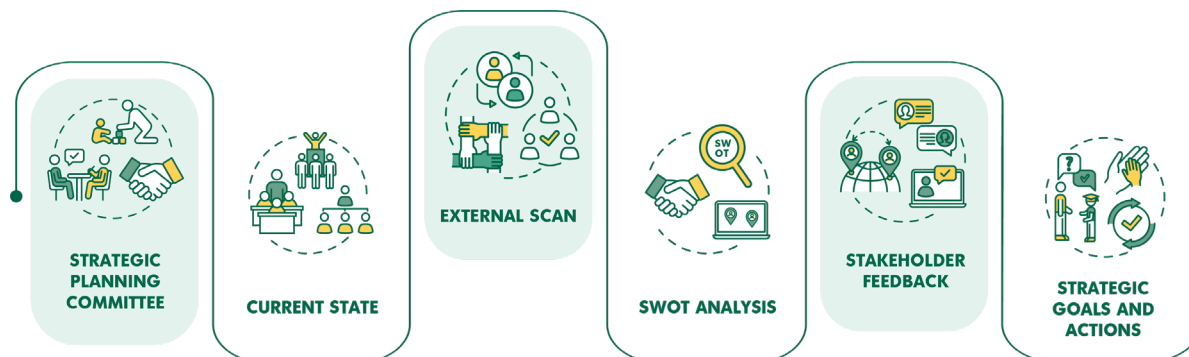 STRATEGIC
PLANNING
COMMITTEE
CURRENT STATE
EXTERNAL SCAN
SW
OT
SWOT ANALYSIS
STAKEHOLDER
FEEDBACK
?
STRATEGIC
GOALS AND
ACTIONS